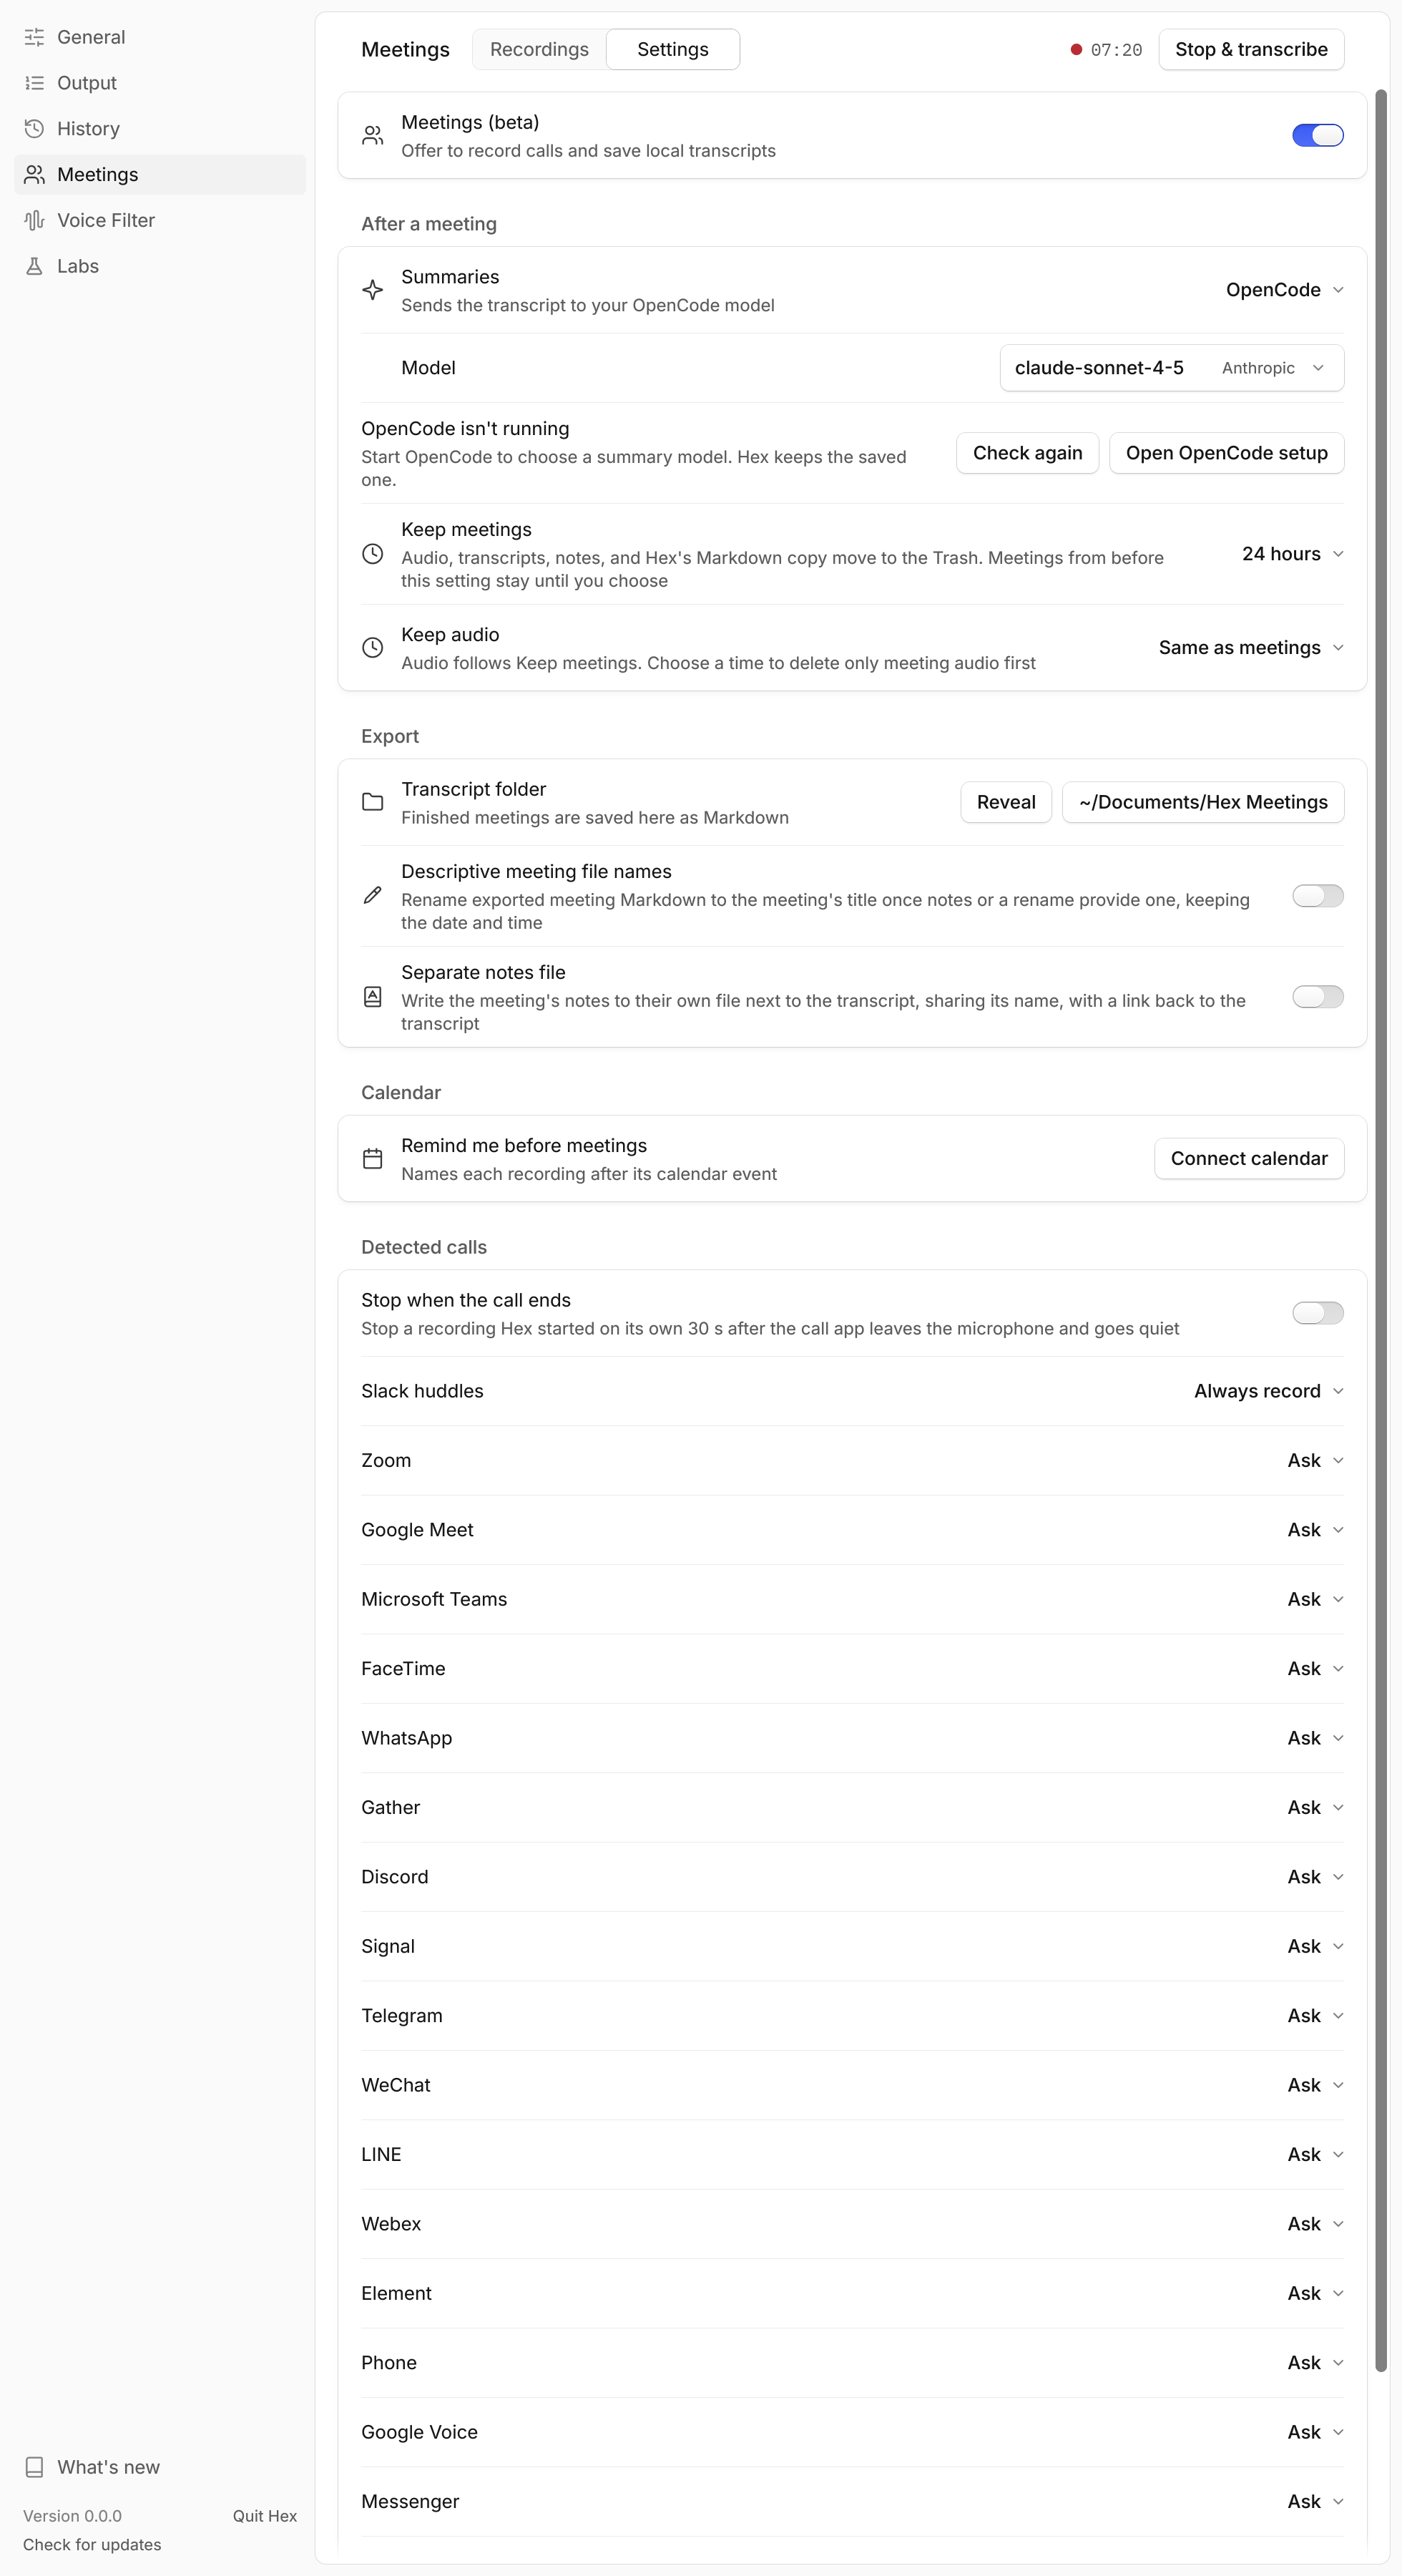 General
Output
History
Meetings
Voice Filter
Labs
What's new
Version 0.0.0
Quit Hex
Check for updates
Meetings
Recordings
Settings
07:20
Stop & transcribe
Meetings (beta)
Offer to record calls and save local transcripts
After a meeting
Summaries
Sends the transcript to your OpenCode model
OpenCode
Model
claude-sonnet-4-5
Anthropic
OpenCode isn't running
Start OpenCode to choose a summary model. Hex keeps the saved
one.
Check again
Open OpenCode setup
Keep meetings
Audio, transcripts, notes, and Hex's Markdown copy move to the Trash. Meetings from before
this setting stay until you choose
24 hours
Keep audio
Audio follows Keep meetings. Choose a time to delete only meeting audio first
Same as meetings
Export
Transcript folder
Finished meetings are saved here as Markdown
Reveal
~/Documents/Hex Meetings
Descriptive meeting file names
Rename exported meeting Markdown to the meeting's title once notes or a rename provide one, keeping
the date and time
Separate notes file
Write the meeting's notes to their own file next to the transcript, sharing its name, with a link back to the
transcript
Calendar
Remind me before meetings
Names each recording after its calendar event
Connect calendar
Detected calls
Stop when the call ends
Stop a recording Hex started on its own 30 s after the call app leaves the microphone and goes quiet
Slack huddles
Always record
Zoom
Ask
Google Meet
Ask
Microsoft Teams
Ask
FaceTime
Ask
WhatsApp
Ask
Gather
Ask
Discord
Ask
Signal
Ask
Telegram
Ask
WeChat
Ask
LINE
Ask
Webex
Ask
Element
Ask
Phone
Ask
Google Voice
Ask
Messenger
Ask